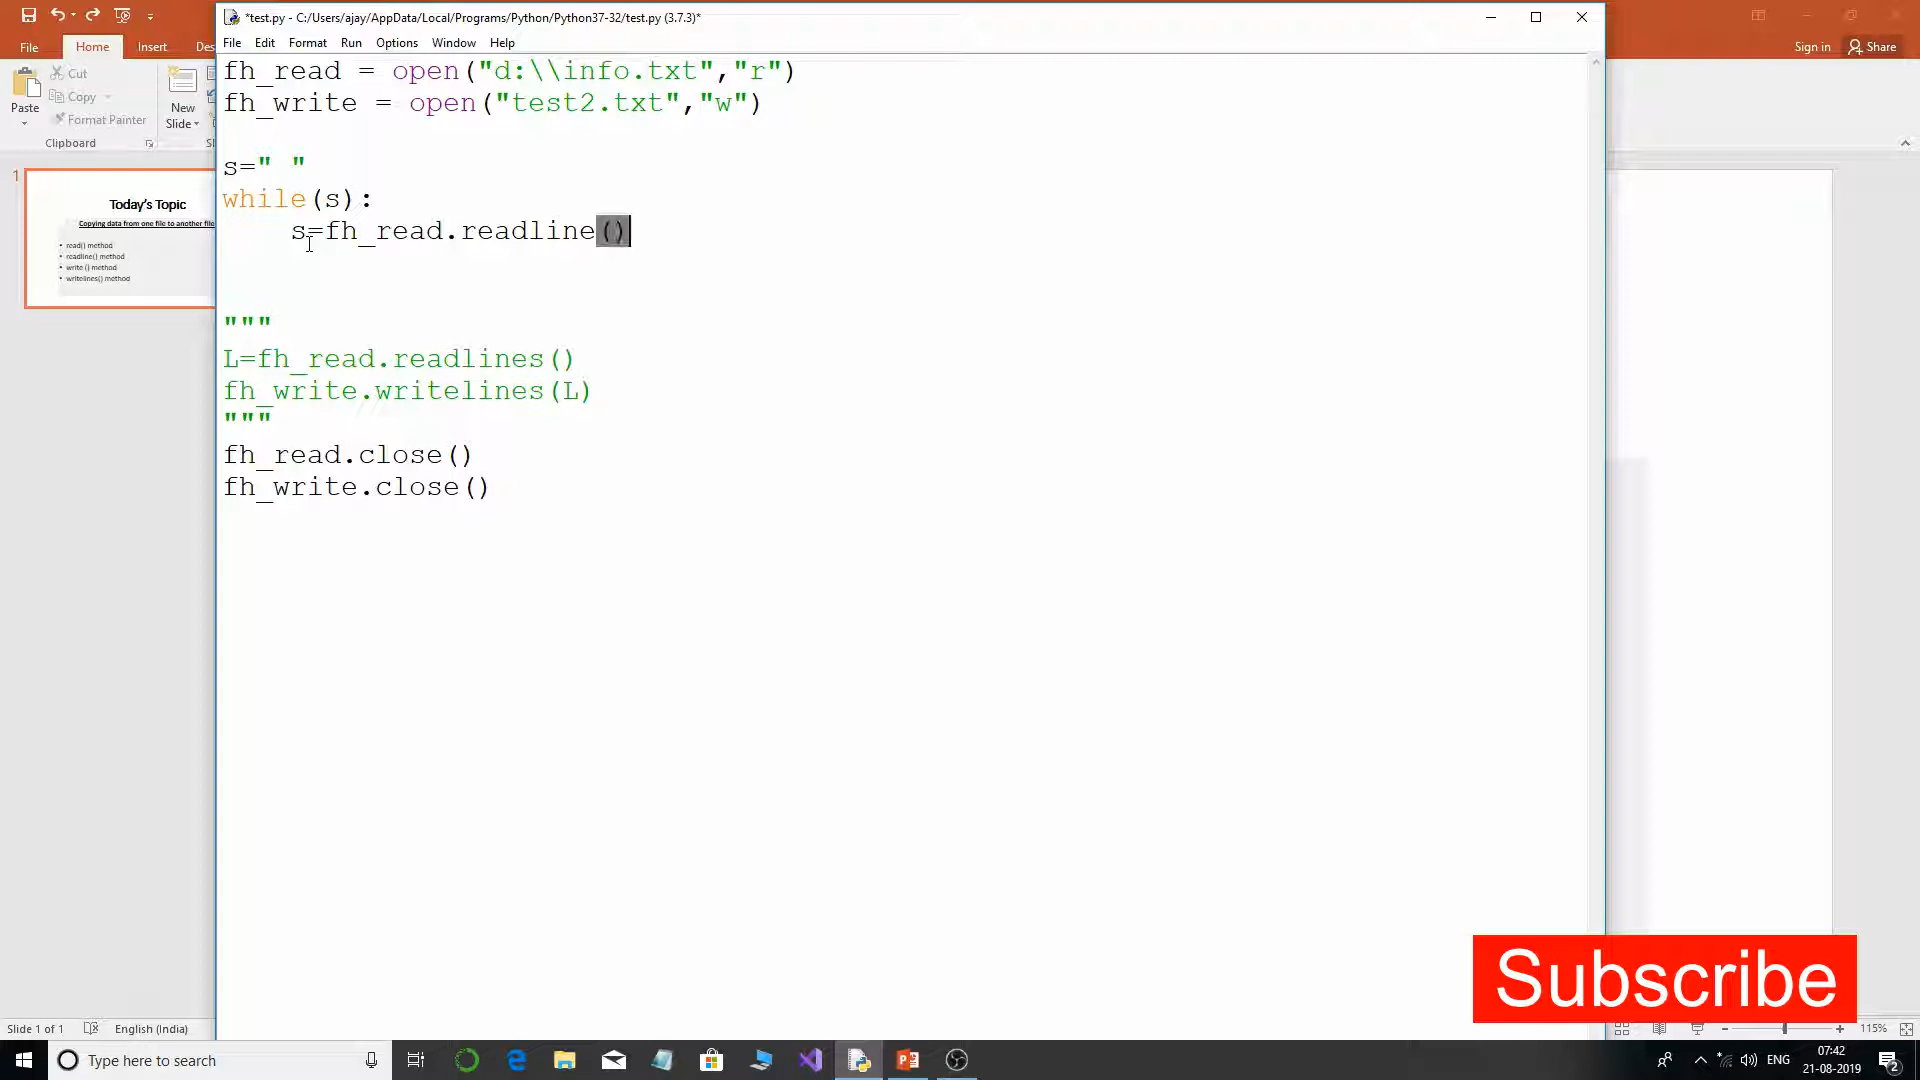 *test.py - C:/Users/ajay/AppData/Local/Programs/Python/Python37-32/test.py (3.7.3)*
File Home Insert Des
Sign in Share
File Edit Format Run Options Window Help
Cut
Copy
Format Painter
Paste
New
Slide
Clipboard
fh_read = open("d:\\info.txt","r")
fh_write = open("test2.txt","w")
s=" "
while(s):
s=fh_read.readline()
"""
L=fh_read.readlines()
fh_write.writelines(L)
"""
fh_read.close()
fh_write.close()
1
Today's Topic
Copying data from one file to another file
• read() method
• readline() method
• write () method
• writelines() method
Subscribe
Slide 1 of 1 English (India)
115%
Type here to search
ENG
07:42
21-08-2019
2